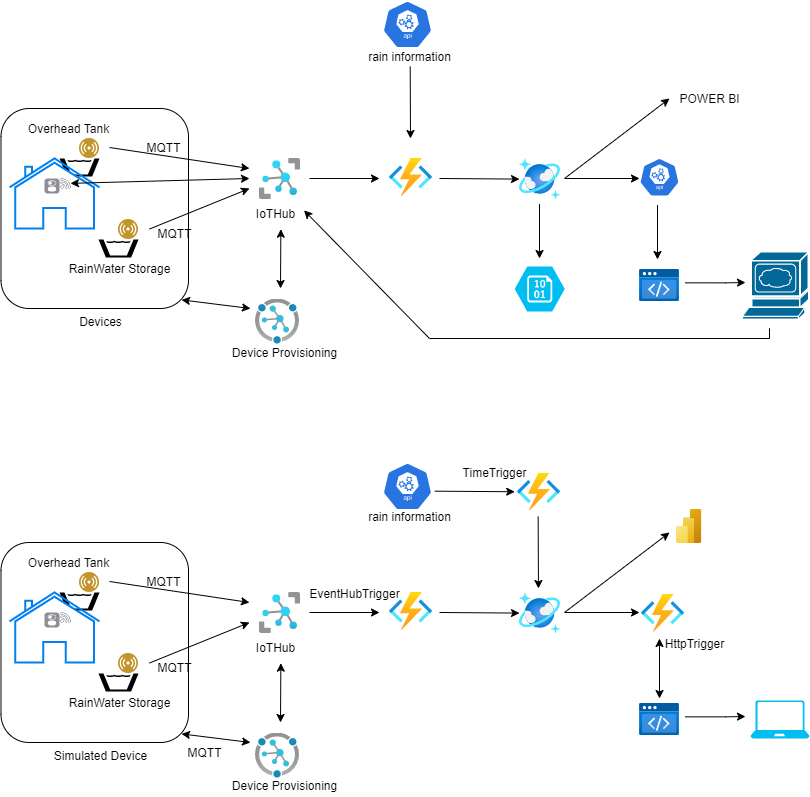 api
rain information
POWER BI
Overhead Tank
MQTT
api
IoTHub
MQTT
RainWater Storage
10
01
Devices
Device Provisioning
TimeTrigger
api
rain information
Overhead Tank
MQTT
EventHubTrigger
IoTHub
HttpTrigger
MQTT
RainWater Storage
Simulated Device
MQTT
Device Provisioning